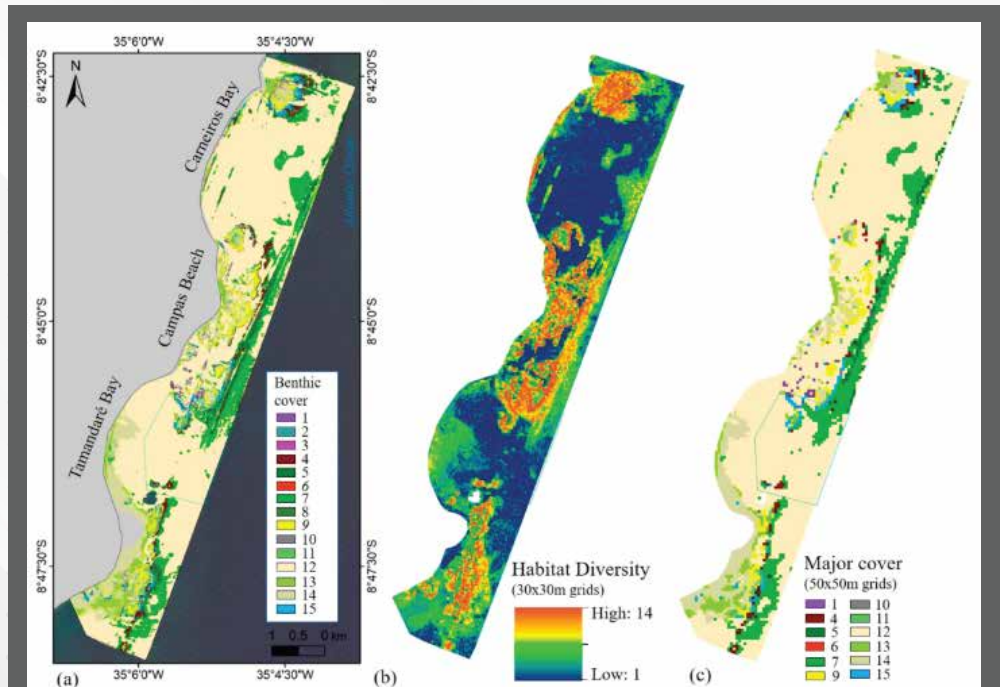 35°6'0"W
35°4'30"W
8°42'30"S
8°42'30"S
N
Carneiros Bay
Atlantic Ocean
Campas Beach
8°45'0"S
8°45'0"S
Tamandaré Bay
Benthic
cover
1
2
3
4
5
6
7
8
9
10
11
12
13
14
15
8°47'30"S
8°47'30"S
1 0.5 0 km
(a)
35°6'0"W
35°4'30"W
Habitat Diversity
(30x30m grids)
High: 14
Low: 1
(b)
Major cover
(50x50m grids)
1 10
4 11
5 12
6 13
7 14
9 15
(c)